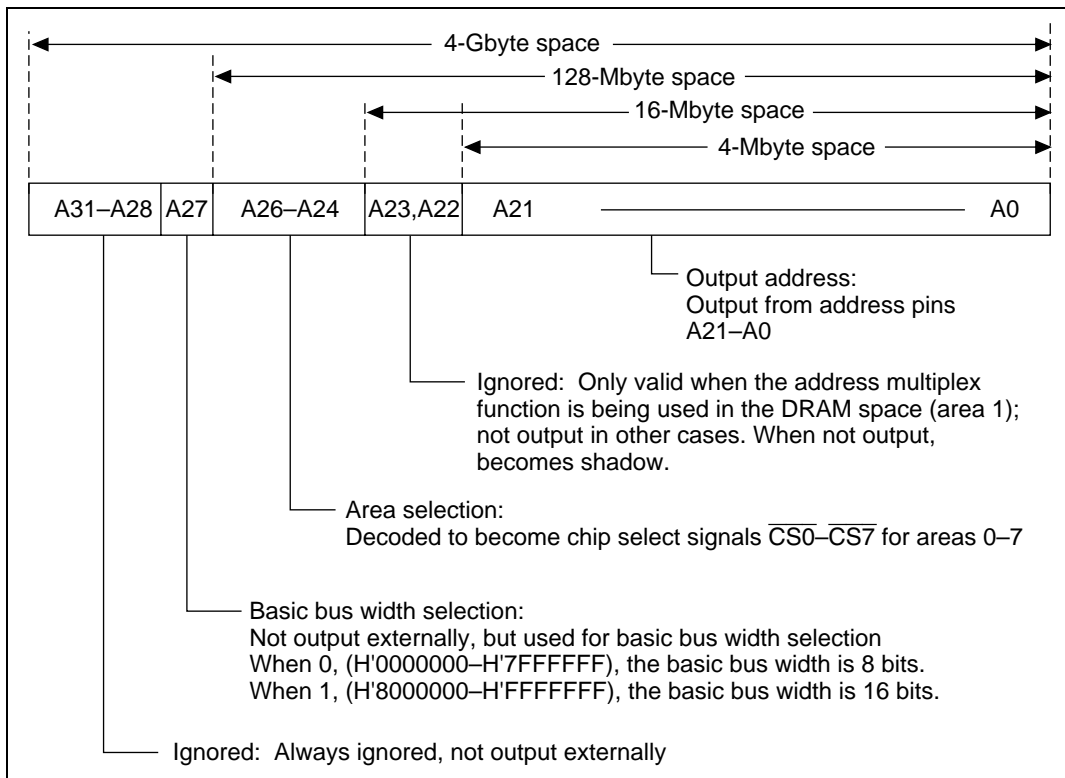 4-Gbyte space
128-Mbyte space
16-Mbyte space
4-Mbyte space
A31–A28 A27 A26–A24 A23,A22 A21 A0
Output address:
Output from address pins
A21–A0
Ignored: Only valid when the address multiplex
function is being used in the DRAM space (area 1);
not output in other cases. When not output,
becomes shadow.
Area selection:
Decoded to become chip select signals C̅S̅0̅–C̅S̅7̅ for areas 0–7
Basic bus width selection:
Not output externally, but used for basic bus width selection
When 0, (H'0000000–H'7FFFFFF), the basic bus width is 8 bits.
When 1, (H'8000000–H'FFFFFFF), the basic bus width is 16 bits.
Ignored: Always ignored, not output externally